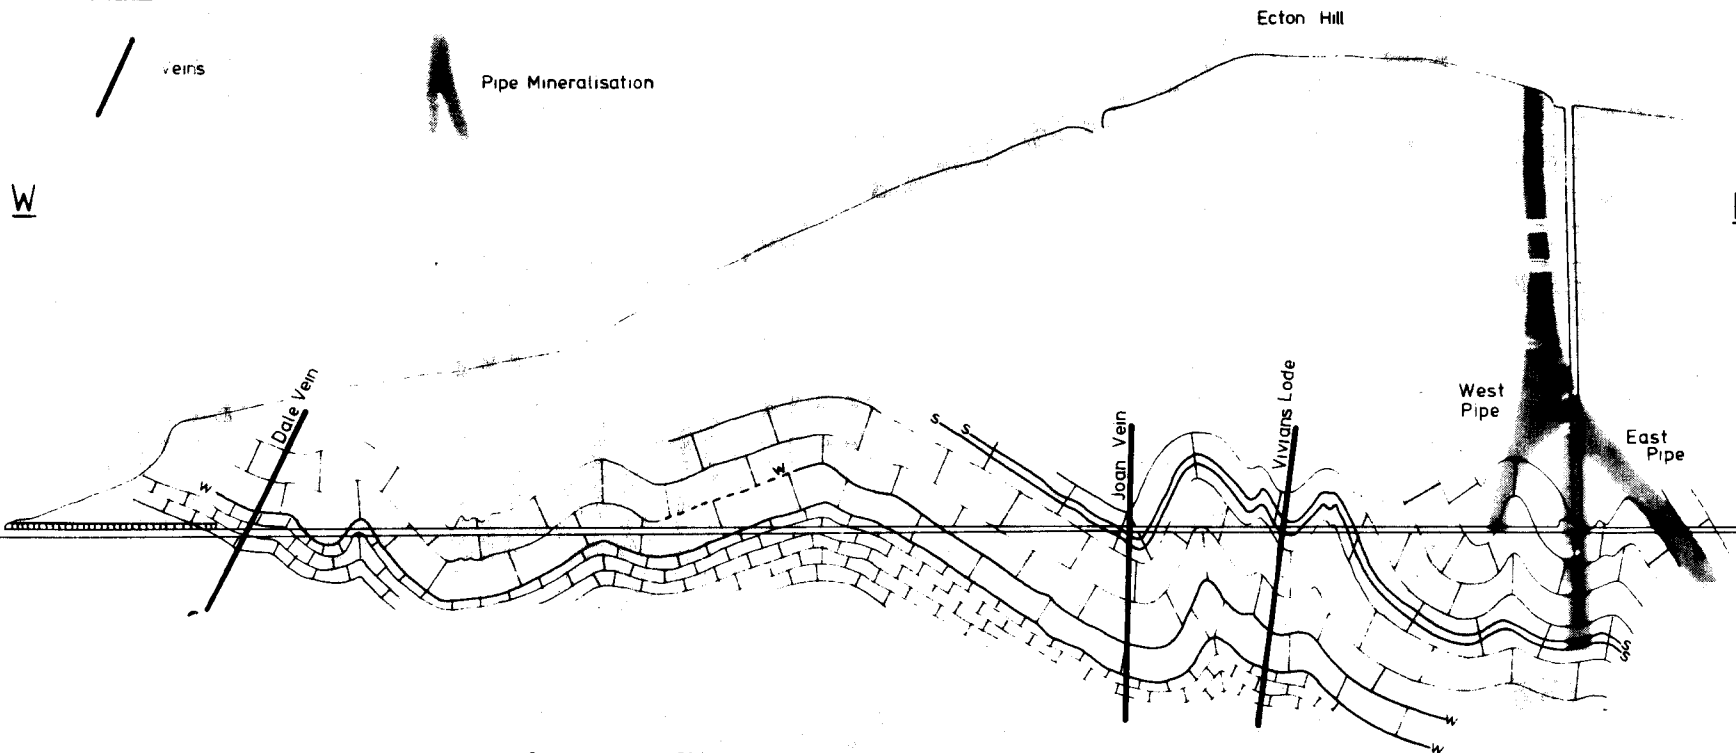 Ecton Hill
veins
Pipe Mineralisation
W
Dale Vein
W
W
S
S
Joan Vein
Vivians Lode
West
Pipe
East
Pipe
S
S
W
W